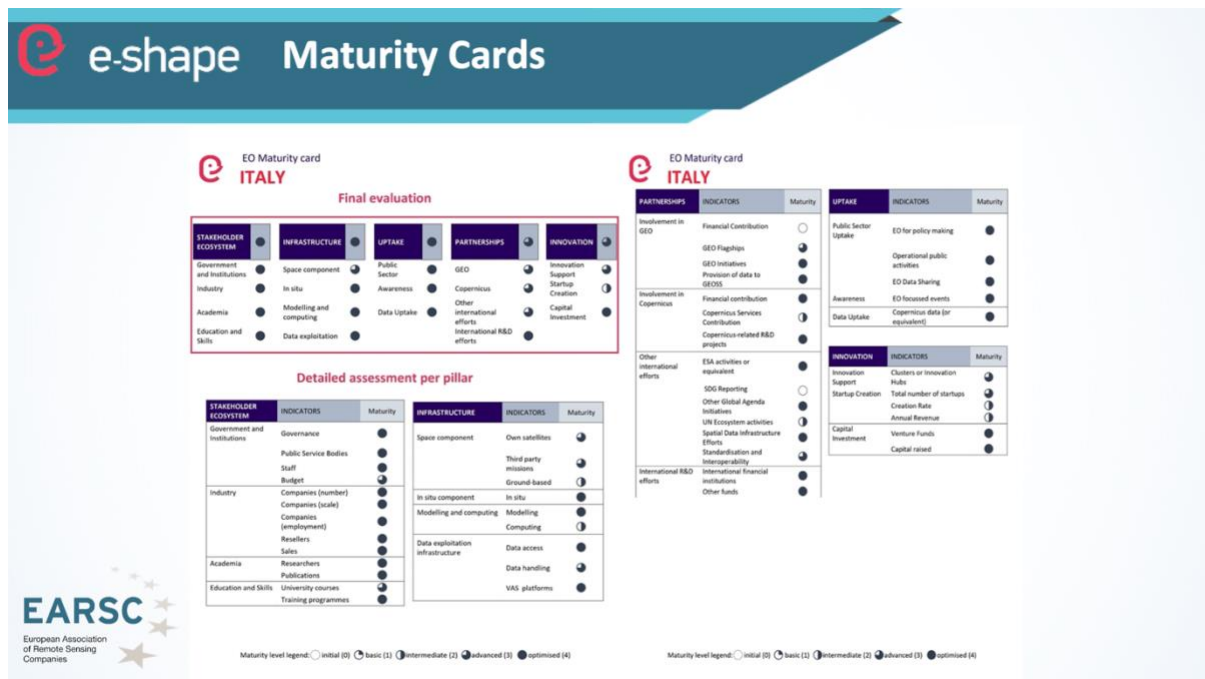 e-shape Maturity Cards
EO Maturity card
ITALY
Final evaluation
STAKEHOLDER ECOSYSTEM INFRASTRUCTURE UPTAKE PARTNERSHIPS INNOVATION
Government and Institutions Space component Public Sector GEO Innovation Support
Industry In situ Awareness Copernicus Startup Creation
Academia Modelling and computing Data Uptake Other international efforts Capital Investment
Education and Skills Data exploitation International R&D efforts
Detailed assessment per pillar
STAKEHOLDER ECOSYSTEM INDICATORS Maturity
Government and Institutions Governance
Public Service Bodies
Staff
Budget
Industry Companies (number)
Companies (scale)
Companies (employment)
Resellers
Sales
Academia Researchers
Publications
Education and Skills University courses
Training programmes
INFRASTRUCTURE INDICATORS Maturity
Space component Own satellites
Third party missions
Ground-based
In situ component In situ
Modelling and computing Modelling
Computing
Data exploitation infrastructure Data access
Data handling
VAS platforms
Maturity level legend: initial (0) basic (1) intermediate (2) advanced (3) optimised (4)
EO Maturity card
ITALY
PARTNERSHIPS INDICATORS Maturity
Involvement in GEO Financial Contribution
GEO Flagships
GEO Initiatives
Provision of data to GEOSS
Involvement in Copernicus Financial contribution
Copernicus Services Contribution
Copernicus-related R&D projects
Other international efforts ESA activities or equivalent
SDG Reporting
Other Global Agenda Initiatives
UN Ecosystem activities
Spatial Data Infrastructure Efforts
Standardisation and Interoperability
International R&D efforts International financial institutions
Other funds
UPTAKE INDICATORS Maturity
Public Sector Uptake EO for policy making
Operational public activities
EO Data Sharing
Awareness EO focussed events
Data Uptake Copernicus data (or equivalent)
INNOVATION INDICATORS Maturity
Innovation Support Clusters or Innovation Hubs
Startup Creation Total number of startups
Creation Rate
Annual Revenue
Capital Investment Venture Funds
Capital raised
Maturity level legend: initial (0) basic (1) intermediate (2) advanced (3) optimised (4)
EARSC
European Association
of Remote Sensing
Companies